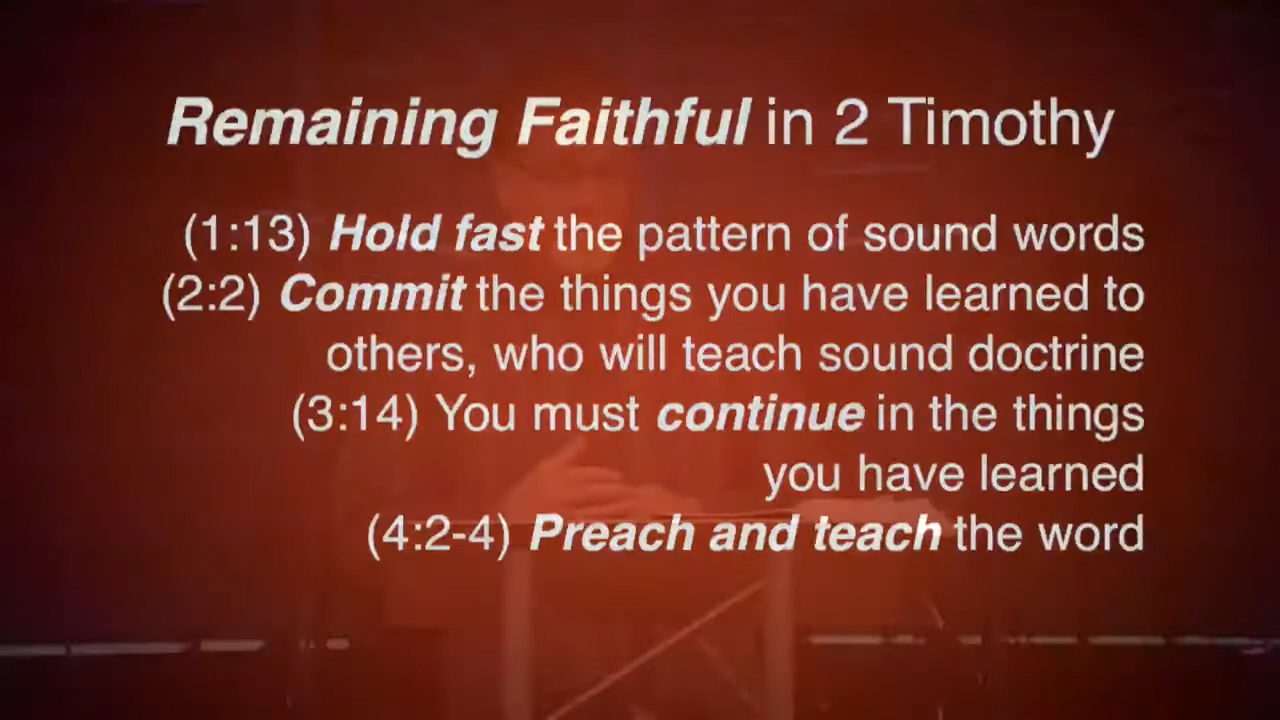 Remaining Faithful in 2 Timothy
(1:13) Hold fast the pattern of sound words
(2:2) Commit the things you have learned to
others, who will teach sound doctrine
(3:14) You must continue in the things
you have learned
(4:2-4) Preach and teach the word